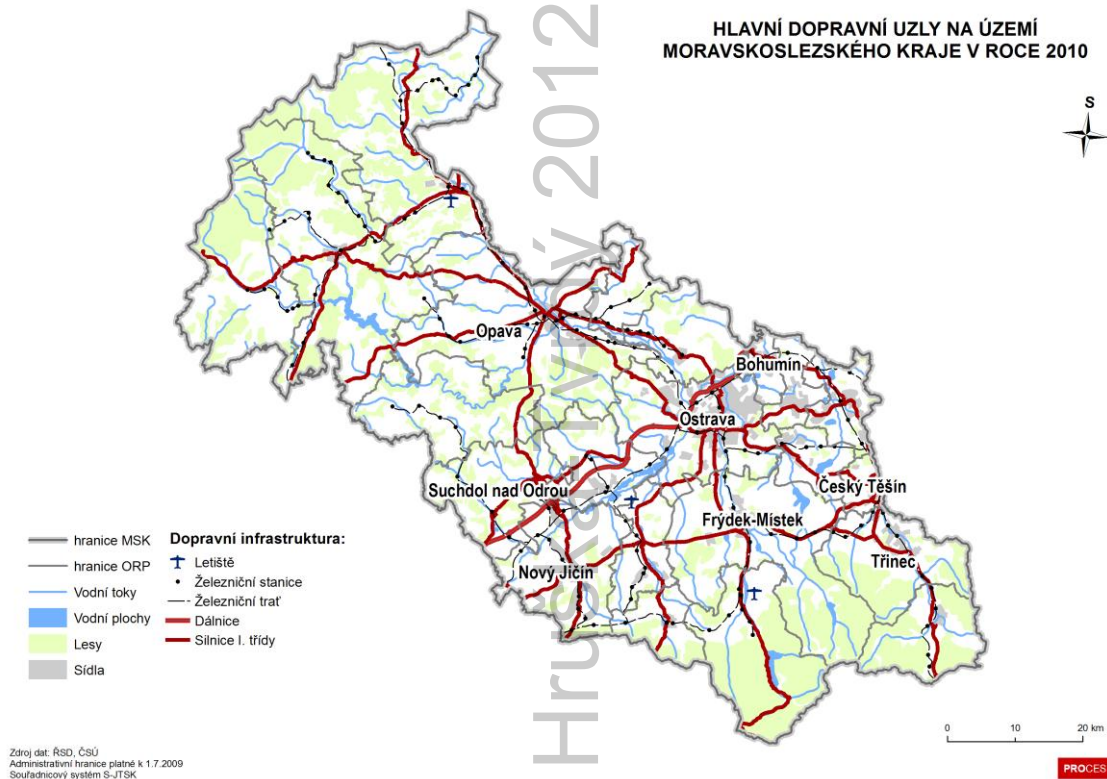 HLAVNÍ DOPRAVNÍ UZLY NA ÚZEMÍ
MORAVSKOSLEZSKÉHO KRAJE V ROCE 2010
S
Hruška-Tvrdý 2012
Opava
Bohumín
Ostrava
Suchdol nad Odrou
Český Těšín
Frýdek-Místek
Třinec
Nový Jičín
hranice MSK
hranice ORP
Vodní toky
Vodní plochy
Lesy
Sídla
Dopravní infrastruktura:
Letiště
Železniční stanice
Železniční trať
Dálnice
Silnice I. třídy
0 10 20 km
Zdroj dat: ŘSD, ČSÚ
Administrativní hranice platné k 1.7.2009
Souřadnicový systém S-JTSK
PROCES